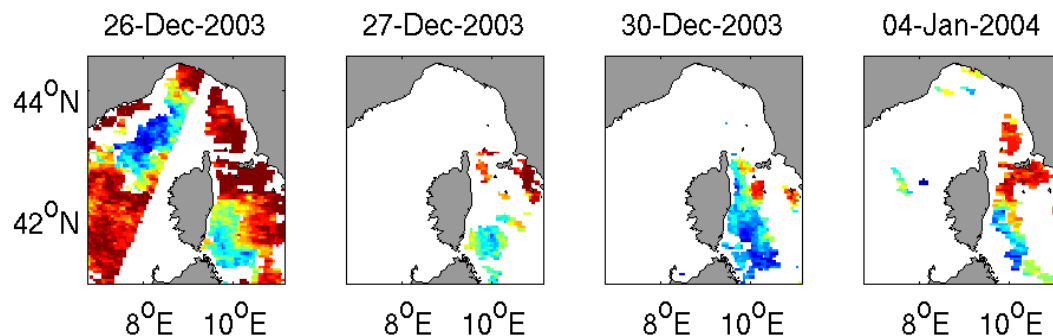 26-Dec-2003 27-Dec-2003 30-Dec-2003 04-Jan-2004
44°N
42°N
8°E 10°E 8°E 10°E 8°E 10°E 8°E 10°E